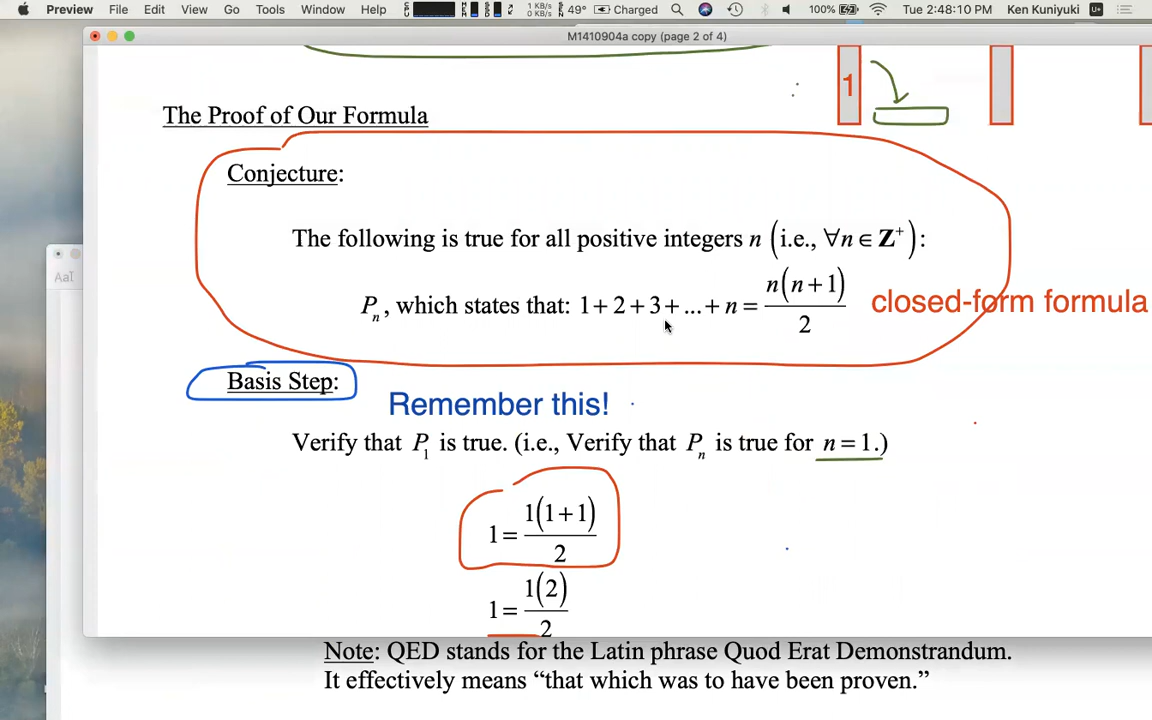 Preview File Edit View Go Tools Window Help 1 KB/s 0 KB/s 49° Charged 100% Tue 2:48:10 PM Ken Kuniyuki
M1410904a copy (page 2 of 4)
1
The Proof of Our Formula
Conjecture:
The following is true for all positive integers n (i.e., ∀n ∈ Z⁺):
Pₙ, which states that: 1 + 2 + 3 + ... + n = n(n+1)/2 closed-form formula
AaI
Basis Step:
Remember this!
Verify that P₁ is true. (i.e., Verify that Pₙ is true for n = 1.)
1 = 1(1+1)/2
1 = 1(2)/2
Note: QED stands for the Latin phrase Quod Erat Demonstrandum.
It effectively means “that which was to have been proven.”